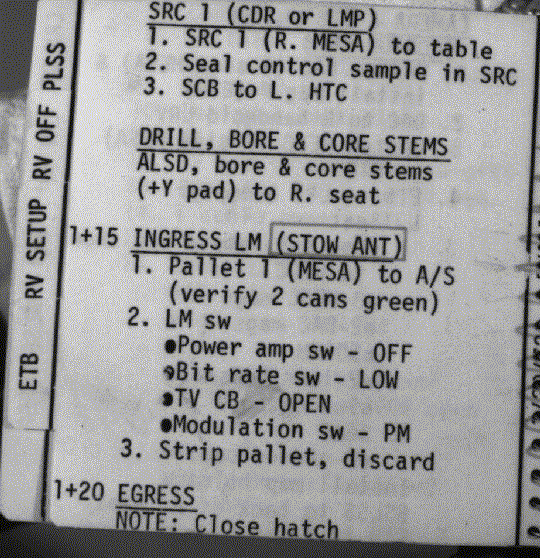 SRC 1 (CDR or LMP)
1. SRC 1 (R. MESA) to table
2. Seal control sample in SRC
3. SCB to L. HTC
DRILL, BORE & CORE STEMS
ALSD, bore & core stems
(+Y pad) to R. seat
1+15 INGRESS LM (STOW ANT)
1. Pallet 1 (MESA) to A/S
(verify 2 cans green)
2. LM sw
●Power amp sw - OFF
●Bit rate sw - LOW
●TV CB - OPEN
●Modulation sw - PM
3. Strip pallet, discard
1+20 EGRESS
NOTE: Close hatch
ETB RV SETUP RV OFF PLSS